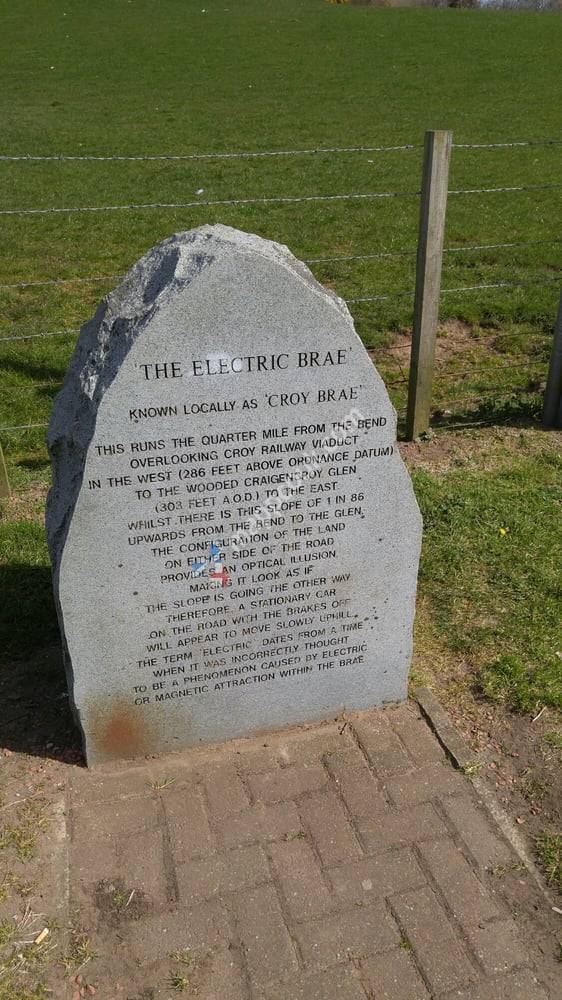 'THE ELECTRIC BRAE'
KNOWN LOCALLY AS 'CROY BRAE'
THIS RUNS THE QUARTER MILE FROM THE BEND
OVERLOOKING CROY RAILWAY VIADUCT
IN THE WEST (286 FEET ABOVE ORDNANCE DATUM)
TO THE WOODED CRAIGENCROY GLEN
(303 FEET A.O.D.) TO THE EAST.
WHILST THERE IS THIS SLOPE OF 1 IN 86
UPWARDS FROM THE BEND TO THE GLEN,
THE CONFIGURATION OF THE LAND
ON EITHER SIDE OF THE ROAD
PROVIDES AN OPTICAL ILLUSION
MAKING IT LOOK AS IF
THE SLOPE IS GOING THE OTHER WAY.
THEREFORE, A STATIONARY CAR
ON THE ROAD WITH THE BRAKES OFF
WILL APPEAR TO MOVE SLOWLY UPHILL.
THE TERM 'ELECTRIC' DATES FROM A TIME
WHEN IT WAS INCORRECTLY THOUGHT
TO BE A PHENOMENON CAUSED BY ELECTRIC
OR MAGNETIC ATTRACTION WITHIN THE BRAE.